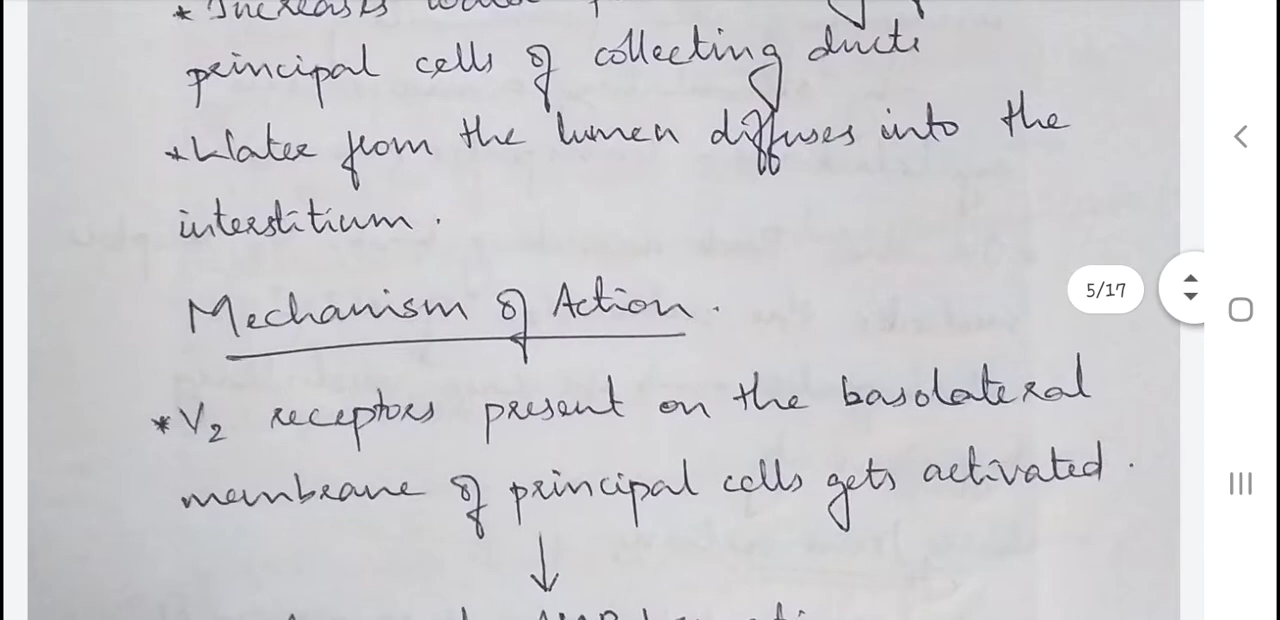 * Increases
principal cells of collecting ducts
* Water from the lumen diffuses into the
interstitium.
Mechanism of Action.
5/17
* V2 receptors present on the basolateral
membrane of principal cells gets activated.
↓